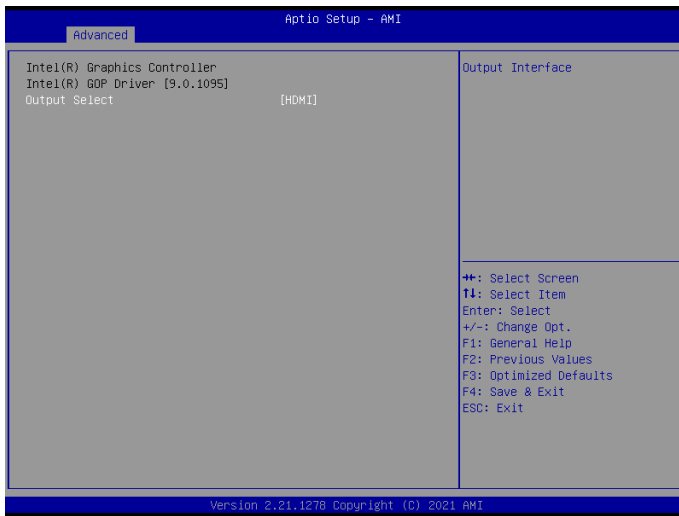 Aptio Setup – AMI
Advanced
Intel(R) Graphics Controller
Intel(R) GOP Driver [9.0.1095]
Output Select [HDMI]
Output Interface
→←: Select Screen
↑↓: Select Item
Enter: Select
+/-: Change Opt.
F1: General Help
F2: Previous Values
F3: Optimized Defaults
F4: Save & Exit
ESC: Exit
Version 2.21.1278 Copyright (C) 2021 AMI